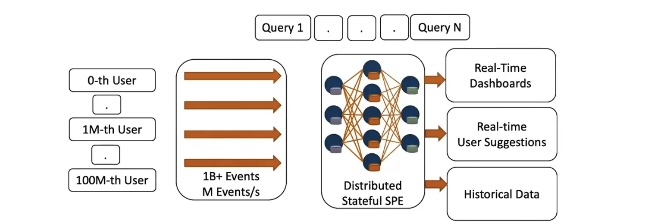 Query 1 . . . Query N
0-th User
.
1M-th User
.
100M-th User
1B+ Events
M Events/s
Distributed
Stateful SPE
Real-Time
Dashboards
Real-time
User Suggestions
Historical Data